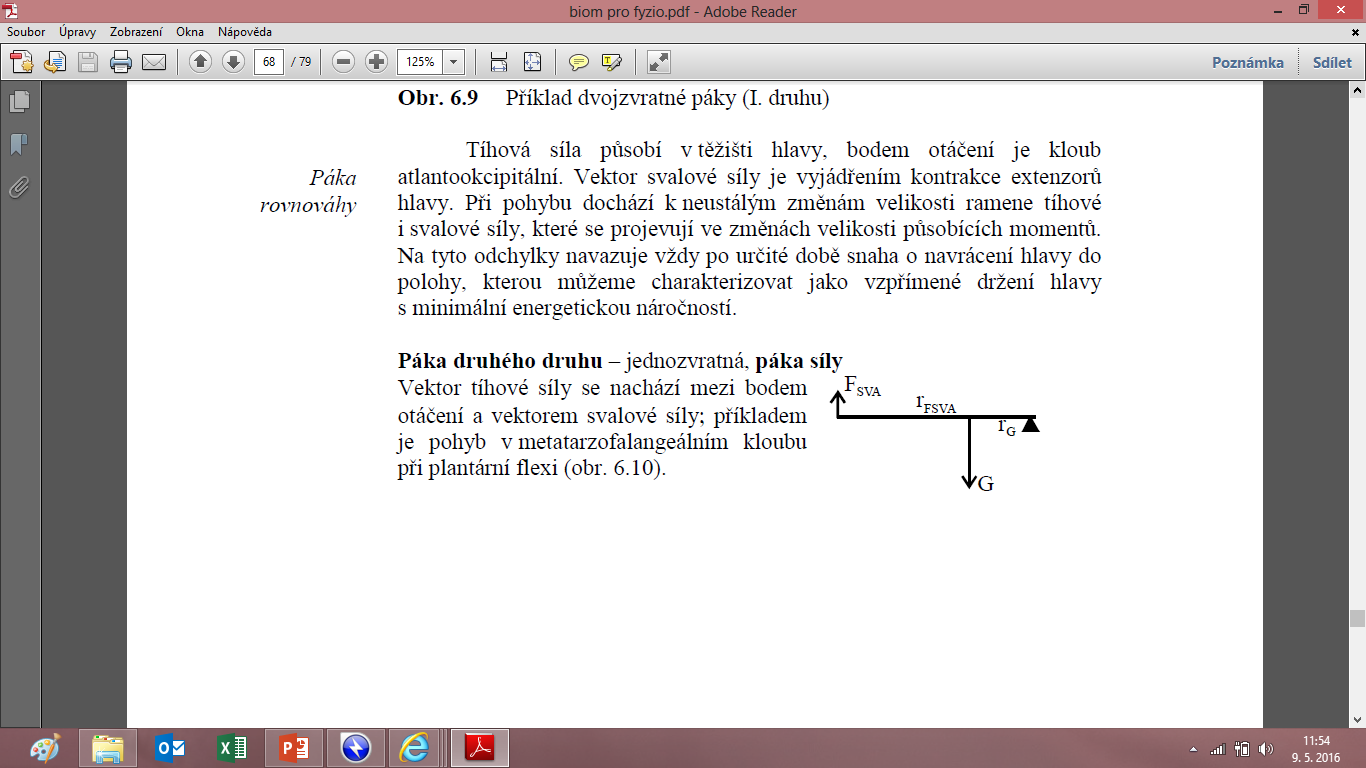 biom pro fyzio.pdf - Adobe Reader
Soubor Úpravy Zobrazení Okna Nápověda
68 / 79 125% Poznámka Sdílet
Obr. 6.9 Příklad dvojzvratné páky (I. druhu)
Tíhová síla působí v těžišti hlavy, bodem otáčení je kloub
atlantookcipitální. Vektor svalové síly je vyjádřením kontrakce extenzorů
hlavy. Při pohybu dochází k neustálým změnám velikosti ramene tíhové
i svalové síly, které se projevují ve změnách velikosti působících momentů.
Na tyto odchylky navazuje vždy po určité době snaha o navrácení hlavy do
polohy, kterou můžeme charakterizovat jako vzpřímené držení hlavy
s minimální energetickou náročností.
Páka
rovnováhy
Páka druhého druhu – jednozvratná, páka síly
Vektor tíhové síly se nachází mezi bodem
otáčení a vektorem svalové síly; příkladem
je pohyb v metatarzofalangeálním kloubu
při plantární flexi (obr. 6.10).
FSVA
rFSVA
rG
G
11:54
9. 5. 2016